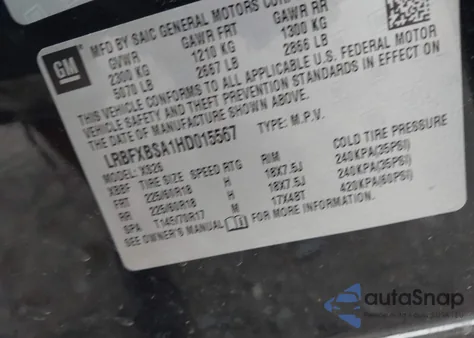 GM
MFD BY SAIC GENERAL MOTORS CORP
GVWR GAWR FRT GAWR RR
2300 KG 1210 KG 1300 KG
5070 LB 2667 LB 2866 LB
THIS VEHICLE CONFORMS TO ALL APPLICABLE U.S. FEDERAL MOTOR
VEHICLE SAFETY AND THEFT PREVENTION STANDARDS IN EFFECT ON
THE DATE OF MANUFACTURE SHOWN ABOVE.
LRBFXBSA1HD015567 TYPE: M.P.V.
MODEL: XS26
XBBF TIRE SIZE SPEED RTG RIM COLD TIRE PRESSURE
FRT 225/60R18 H 18X7.5J 240KPA(35PSI)
RR 225/60R18 H 18X7.5J 240KPA(35PSI)
SPA T145/70R17 M 17X4BT 420KPA(60PSI)
SEE OWNER'S MANUAL FOR MORE INFORMATION.
autoSnap